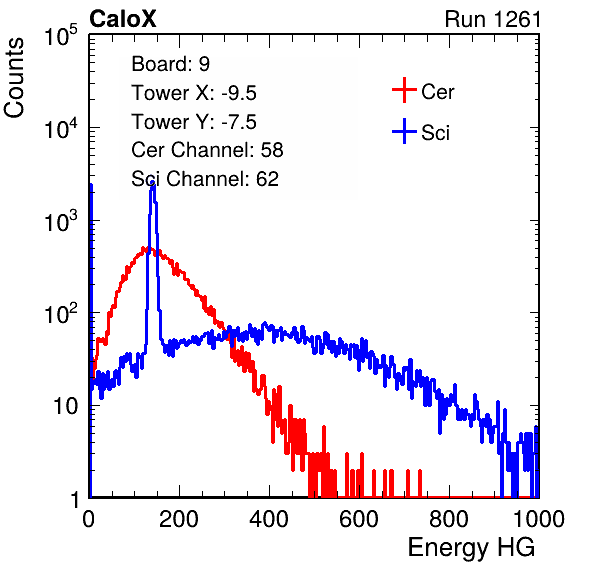 CaloX Run 1261
Counts
Board: 9
Tower X: -9.5
Tower Y: -7.5
Cer Channel: 58
Sci Channel: 62
Cer
Sci
10^5
10^4
10^3
10^2
10
1
0 200 400 600 800 1000
Energy HG